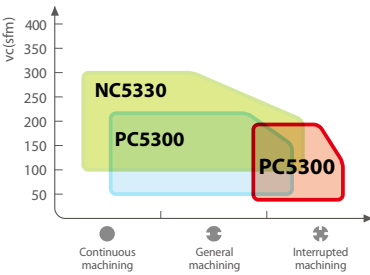 vc(sfm)
400
350
300
250
200
150
100
50
NC5330
PC5300
PC5300
Continuous
machining
General
machining
Interrupted
machining